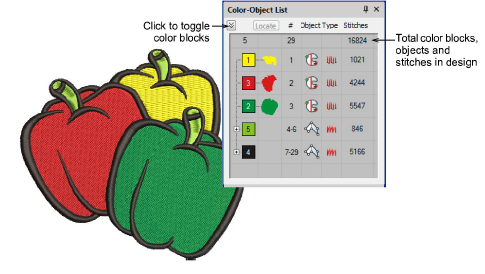 Color-Object List
Click to toggle
color blocks
Locate # Object Type Stitches
5 29 16824
Total color blocks,
objects and
stitches in design
1 1 1021
3 2 4244
2 3 5547
5 4-6 846
4 7-29 5166